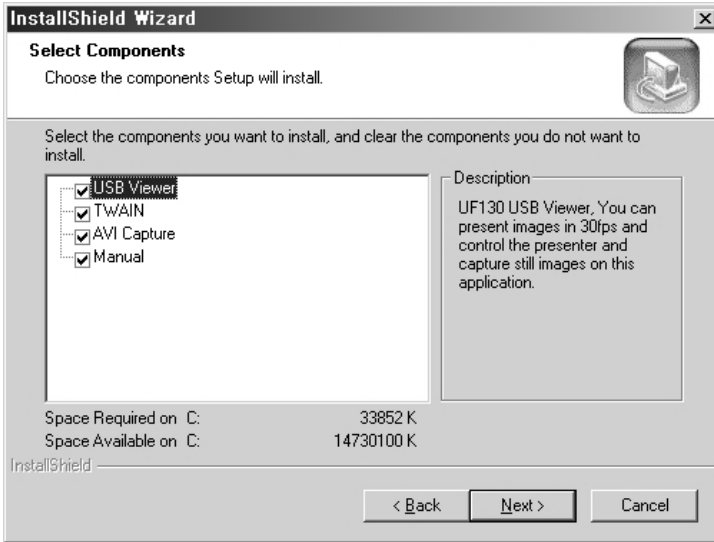 InstallShield Wizard
Select Components
Choose the components Setup will install.
Select the components you want to install, and clear the components you do not want to
install.
USB Viewer
TWAIN
AVI Capture
Manual
Description
UF130 USB Viewer, You can
present images in 30fps and
control the presenter and
capture still images on this
application.
Space Required on C: 33852 K
Space Available on C: 14730100 K
InstallShield
< Back Next > Cancel